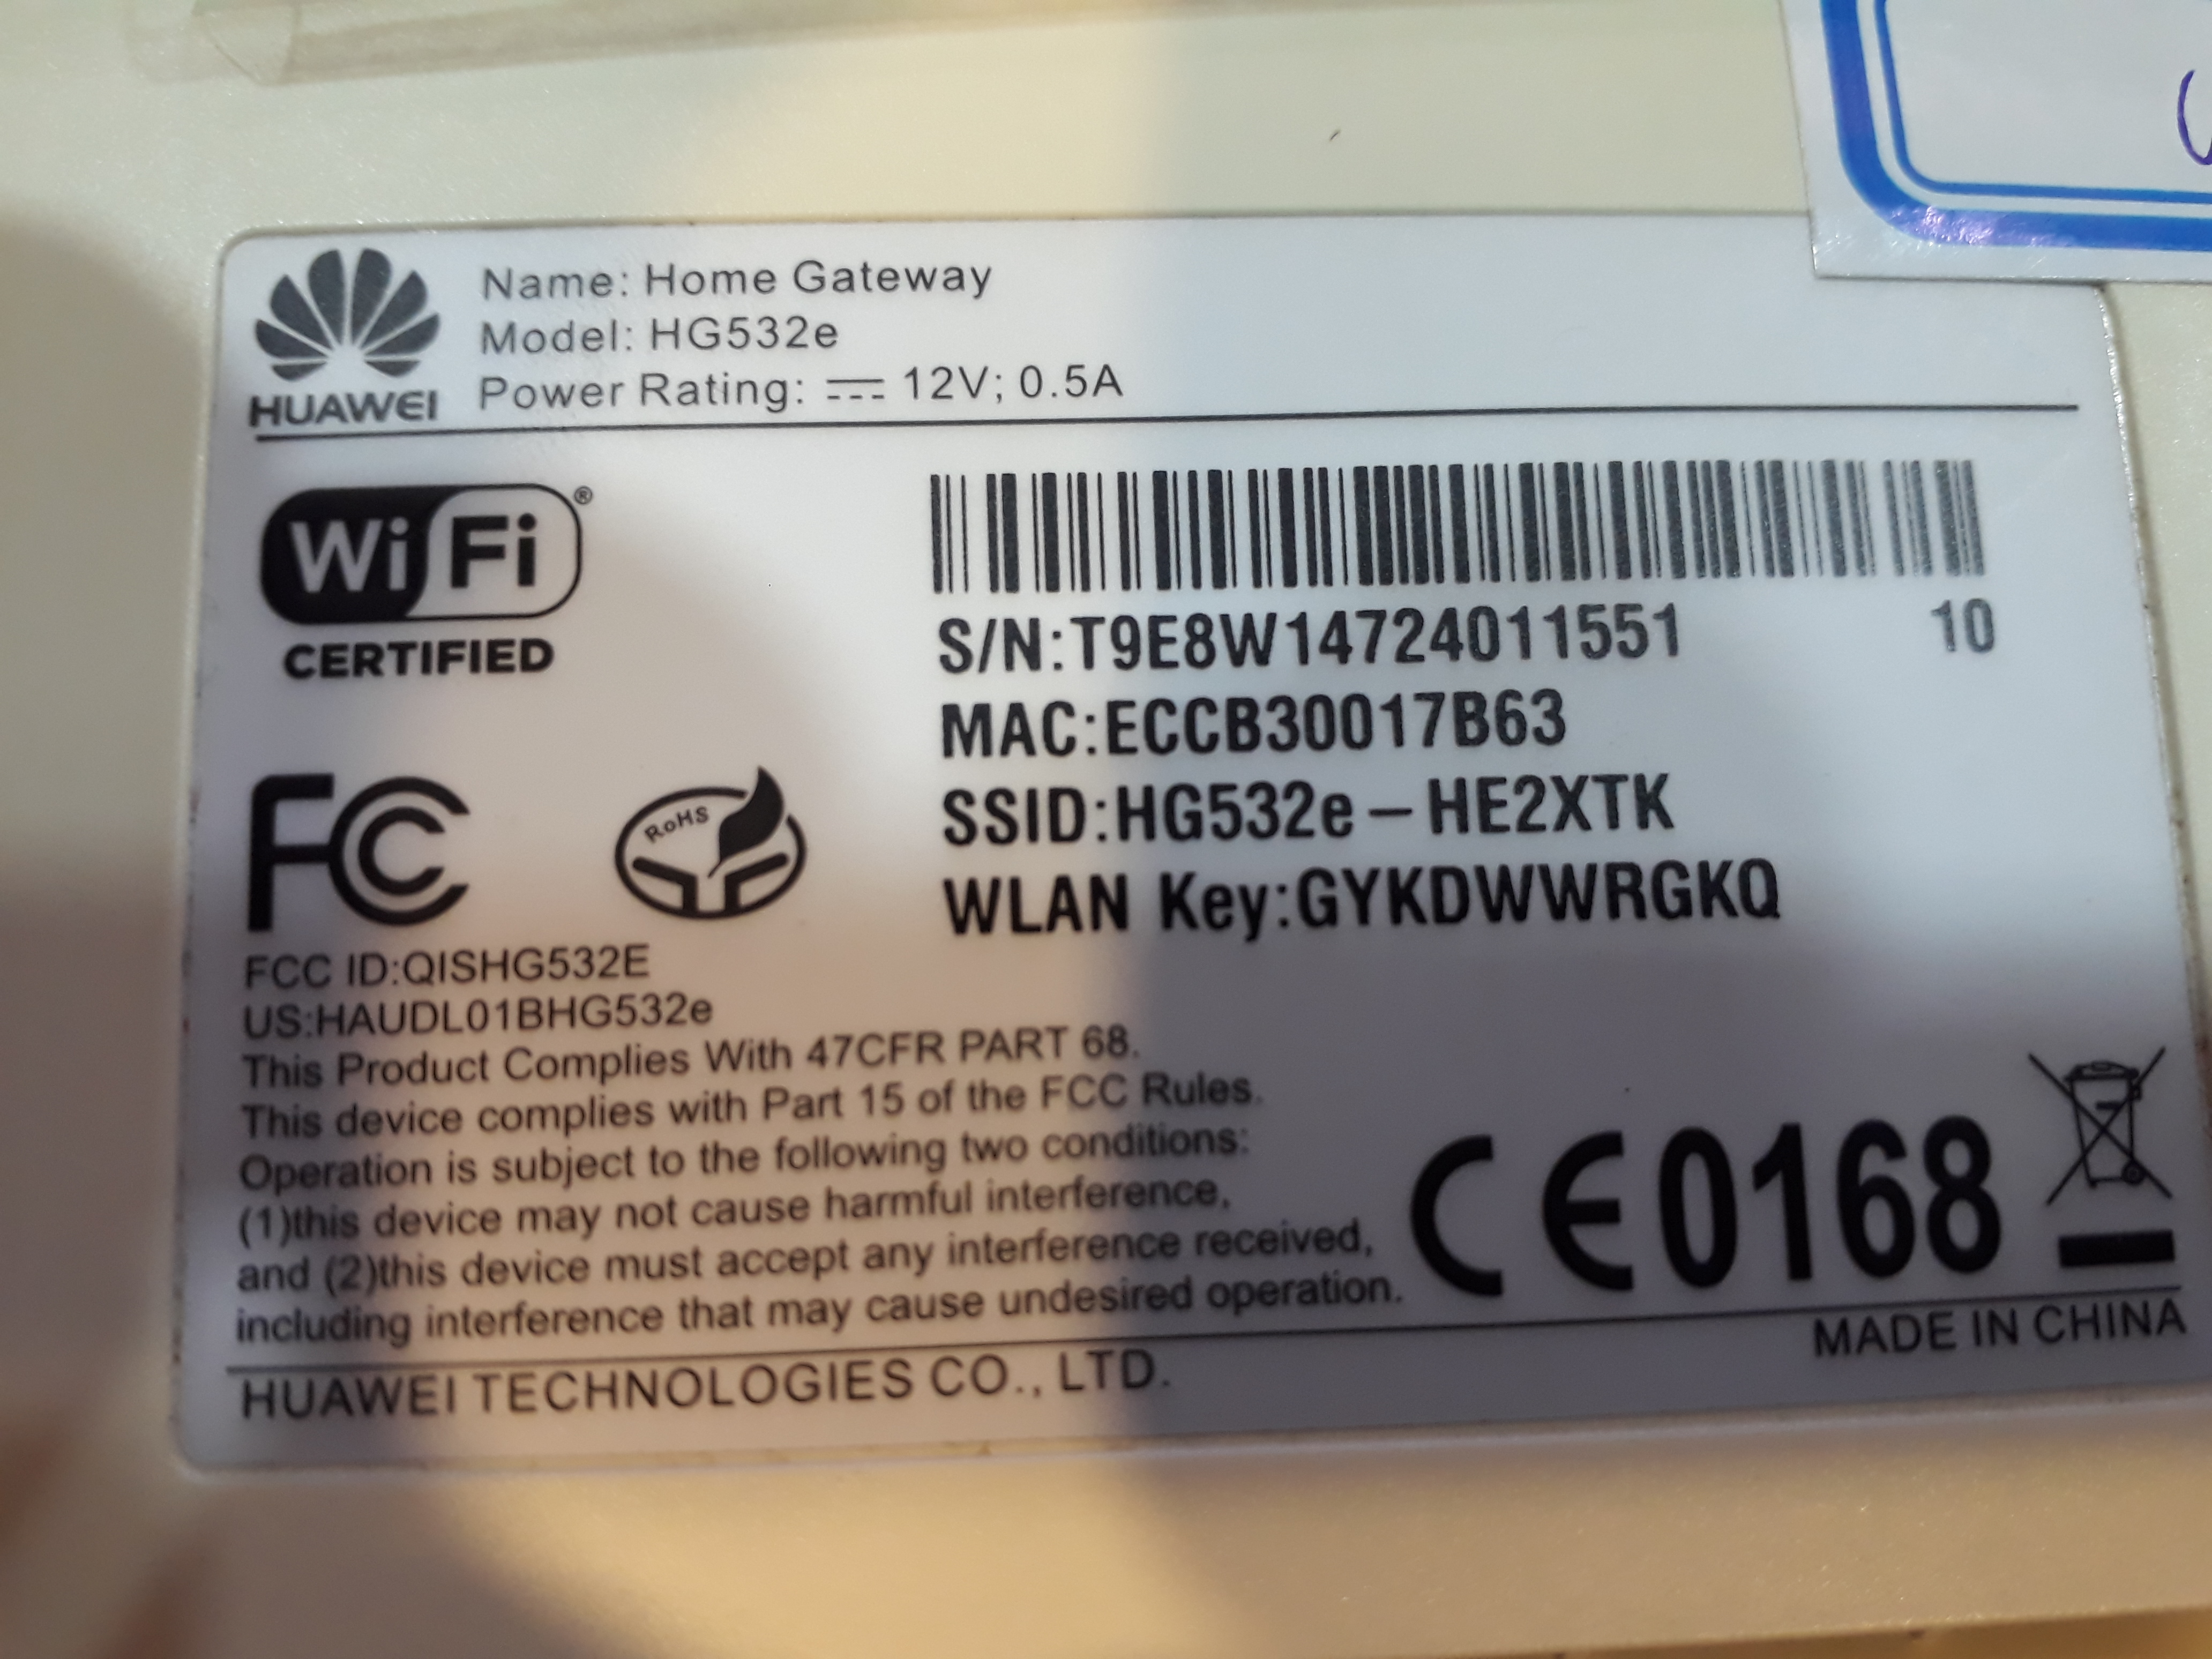 Name: Home Gateway
Model: HG532e
Power Rating: ⎓ 12V; 0.5A
HUAWEI
WiFi®
CERTIFIED
S/N:T9E8W14724011551 10
MAC:ECCB30017B63
SSID:HG532e–HE2XTK
WLAN Key:GYKDWWRGKQ
FC
RoHS
FCC ID:QISHG532E
US:HAUDL01BHG532e
This Product Complies With 47CFR PART 68.
This device complies with Part 15 of the FCC Rules.
Operation is subject to the following two conditions:
(1)this device may not cause harmful interference,
and (2)this device must accept any interference received,
including interference that may cause undesired operation.
CE0168
HUAWEI TECHNOLOGIES CO., LTD.
MADE IN CHINA